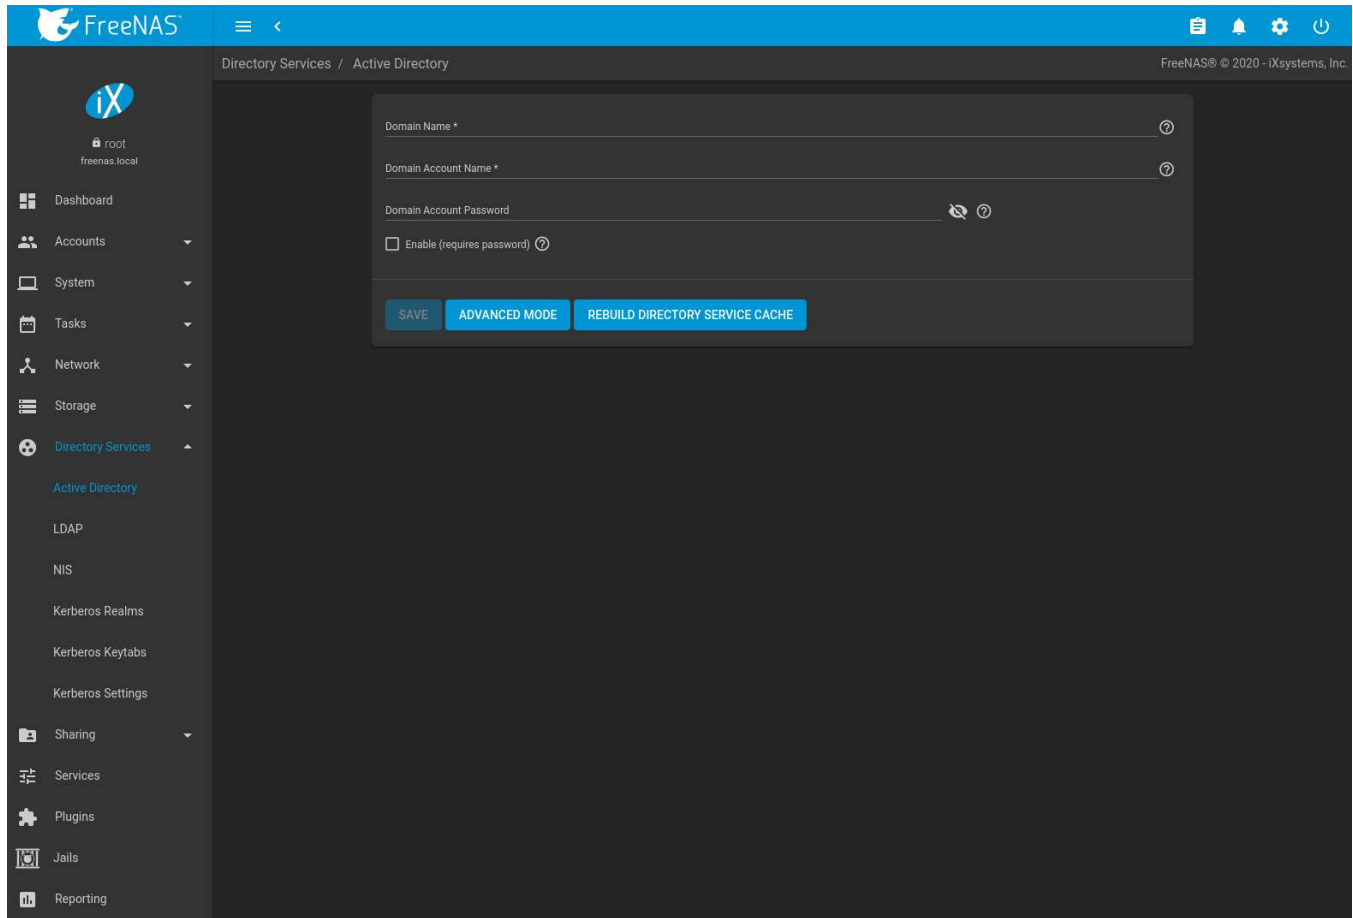 FreeNAS™
Directory Services / Active Directory
FreeNAS® © 2020 - iXsystems, Inc.
iX
root
freenas.local
Dashboard
Accounts
System
Tasks
Network
Storage
Directory Services
Active Directory
LDAP
NIS
Kerberos Realms
Kerberos Keytabs
Kerberos Settings
Sharing
Services
Plugins
Jails
Reporting
Domain Name *
Domain Account Name *
Domain Account Password
Enable (requires password)
SAVE
ADVANCED MODE
REBUILD DIRECTORY SERVICE CACHE